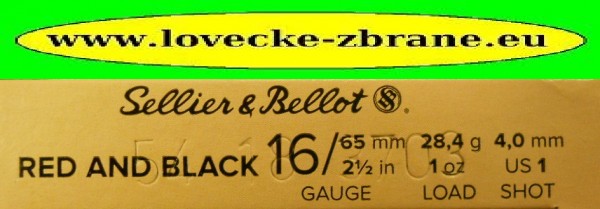 www.lovecke-zbrane.eu
Sellier & Bellot S&B.
RED AND BLACK 16/ 65 mm 28,4 g 4,0 mm
2½ in 1 oz US 1
GAUGE LOAD SHOT